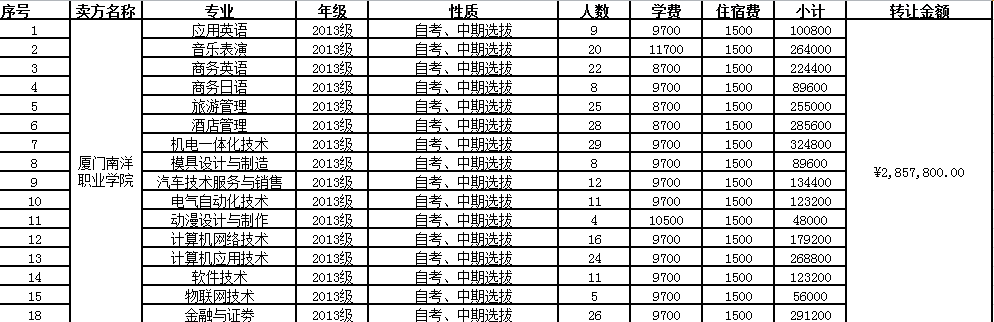 序号 卖方名称 专业 年级 性质 人数 学费 住宿费 小计 转让金额
1 应用英语 2013级 自考、中期选拔 9 9700 1500 100800
2 音乐表演 2013级 自考、中期选拔 20 11700 1500 264000
3 商务英语 2013级 自考、中期选拔 22 8700 1500 224400
4 商务日语 2013级 自考、中期选拔 8 9700 1500 89600
5 旅游管理 2013级 自考、中期选拔 25 8700 1500 255000
6 酒店管理 2013级 自考、中期选拔 28 8700 1500 285600
7 机电一体化技术 2013级 自考、中期选拔 29 9700 1500 324800
厦门南洋
8 模具设计与制造 2013级 自考、中期选拔 8 9700 1500 89600
职业学院
¥2,857,800.00
9 汽车技术服务与销售 2013级 自考、中期选拔 12 9700 1500 134400
10 电气自动化技术 2013级 自考、中期选拔 11 9700 1500 123200
11 动漫设计与制作 2013级 自考、中期选拔 4 10500 1500 48000
12 计算机网络技术 2013级 自考、中期选拔 16 9700 1500 179200
13 计算机应用技术 2013级 自考、中期选拔 24 9700 1500 268800
14 软件技术 2013级 自考、中期选拔 11 9700 1500 123200
15 物联网技术 2013级 自考、中期选拔 5 9700 1500 56000
18 金融与证劵 2013级 自考、中期选拔 26 9700 1500 291200